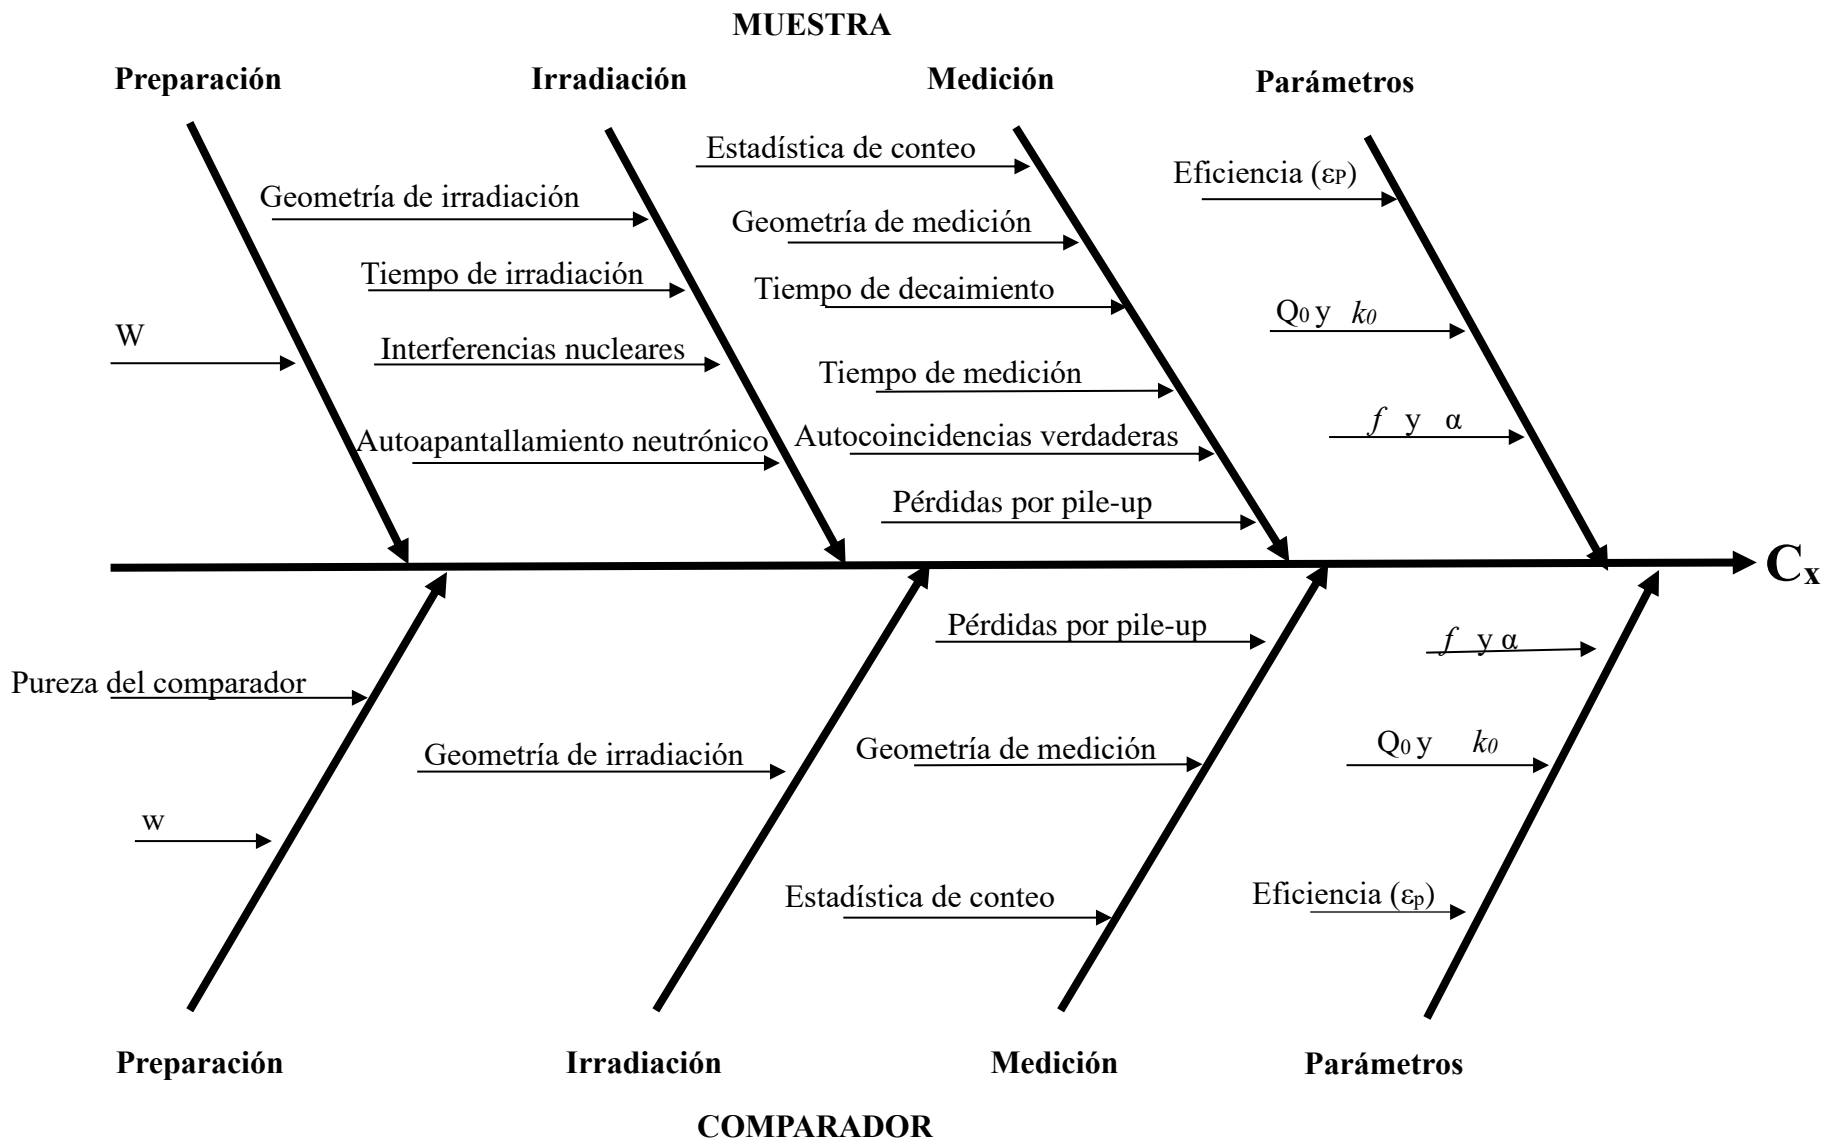 MUESTRA
Preparación
Irradiación
Medición
Parámetros
Estadística de conteo
Eficiencia (εP)
Geometría de irradiación
Geometría de medición
Tiempo de irradiación
Tiempo de decaimiento
Q0 y k0
W
Interferencias nucleares
Tiempo de medición
f y α
Autoapantallamiento neutrónico
Autocoincidencias verdaderas
Pérdidas por pile-up
Cx
Pérdidas por pile-up
f y α
Pureza del comparador
Geometría de irradiación
Geometría de medición
Q0 y k0
w
Estadística de conteo
Eficiencia (εp)
Preparación
Irradiación
Medición
Parámetros
COMPARADOR